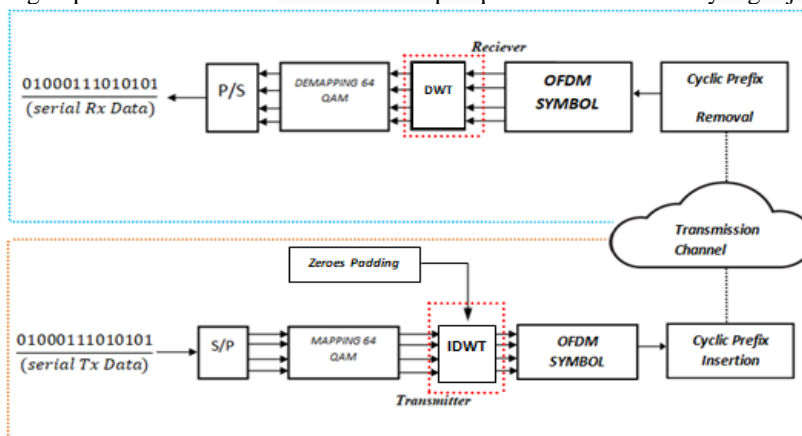 Reciever
01000111010101
(serial Rx Data)
P/S
DEMAPPING 64
QAM
DWT
OFDM
SYMBOL
Cyclic Prefix
Removal
Transmission
Channel
Zeroes Padding
01000111010101
(serial Tx Data)
S/P
MAPPING 64
QAM
IDWT
OFDM
SYMBOL
Cyclic Prefix
Insertion
Transmitter